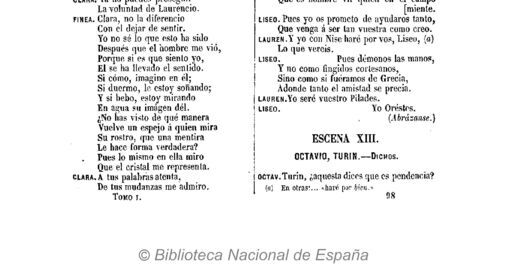 La voluntad de Laurencio.
FINEA. Clara, no la diferencio
Con el dejar de sentir.
Yo no sé lo que esto ha sido
Después que el hombre me vió,
Porque si es que siento yo,
El se ha llevado el sentido.
Si cómo, imagino en él;
Si duermo, le estoy soñando;
Y si bebo, estoy mirando
En agua su imágen dél.
¿No has visto de qué manera
Vuelve un espejo á quien mira
Su rostro, que una mentira
Le hace forma verdadera?
Pues lo mismo en ella miro
Que el cristal me representa.
CLARA. A tus palabras atenta,
De tus mudanzas me admiro.
TOMO I.
[miente.
LISEO. Pues yo os prometo de ayudaros tanto,
Que venga á ser tan vuestra como creo.
LAUREN. Y yo con Nise haré por vos, Liseo, (a)
Lo que vereis.
LISEO. Pues démonos las manos,
Y no como fingidos cortesanos,
Sino como si fuéramos de Grecia,
Adonde tanto el amistad se precia.
LAUREN. Yo seré vuestro Pilades.
LISEO. Yo Oréstes.
(Abrázanse.)
ESCENA XIII.
OCTAVIO, TURIN.—DICHOS.
OCTAV. Turin, ¿aquesta dices que es pendencia?
(a) En otras:... «haré por bien.»
98
© Biblioteca Nacional de España